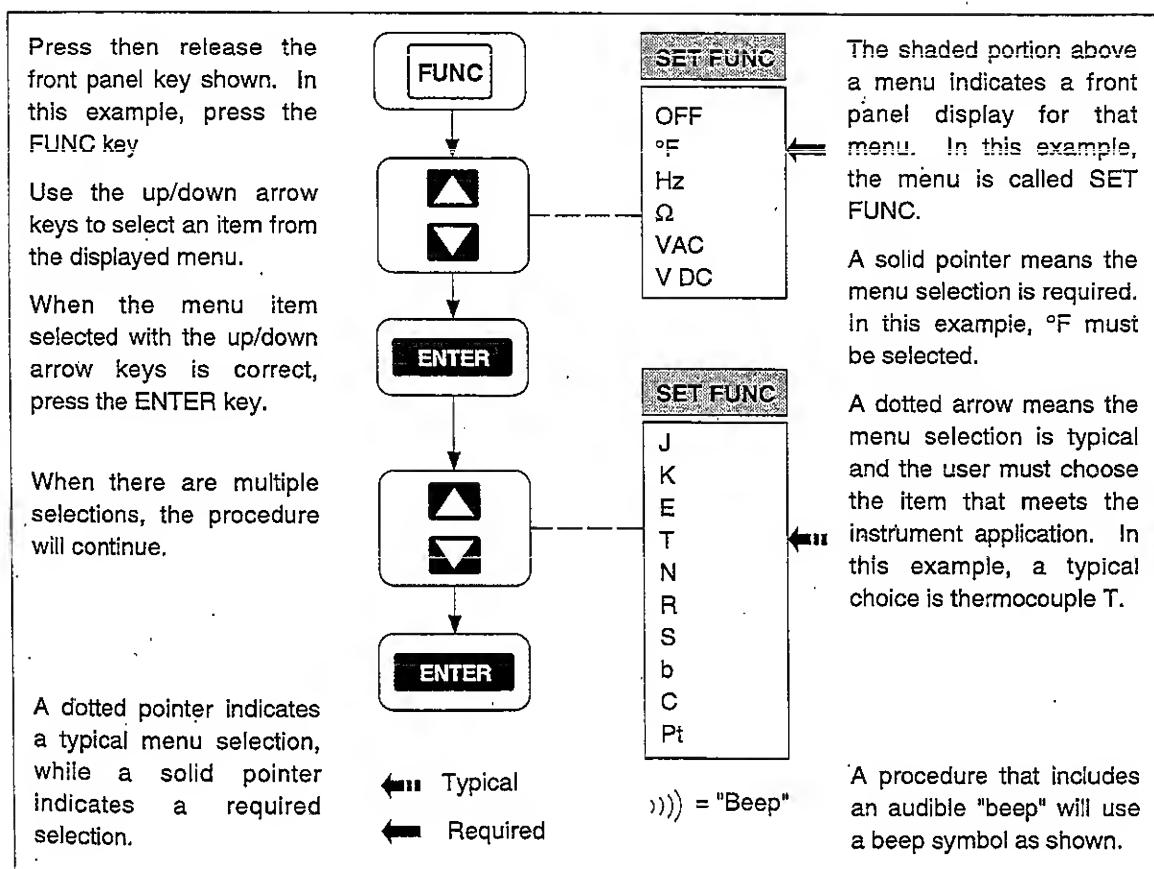 Press then release the
front panel key shown. In
this example, press the
FUNC key
Use the up/down arrow
keys to select an item from
the displayed menu.
When the menu item
selected with the up/down
arrow keys is correct,
press the ENTER key.
When there are multiple
selections, the procedure
will continue.
A dotted pointer indicates
a typical menu selection,
while a solid pointer
indicates a required
selection.
FUNC
ENTER
ENTER
Typical
Required
SET FUNC
OFF
°F
Hz
Ω
VAC
V DC
SET FUNC
J
K
E
T
N
R
S
b
C
Pt
))))  = "Beep"
The shaded portion above
a menu indicates a front
panel display for that
menu. In this example,
the menu is called SET
FUNC.
A solid pointer means the
menu selection is required.
In this example, °F must
be selected.
A dotted arrow means the
menu selection is typical
and the user must choose
the item that meets the
instrument application. In
this example, a typical
choice is thermocouple T.
A procedure that includes
an audible "beep" will use
a beep symbol as shown.